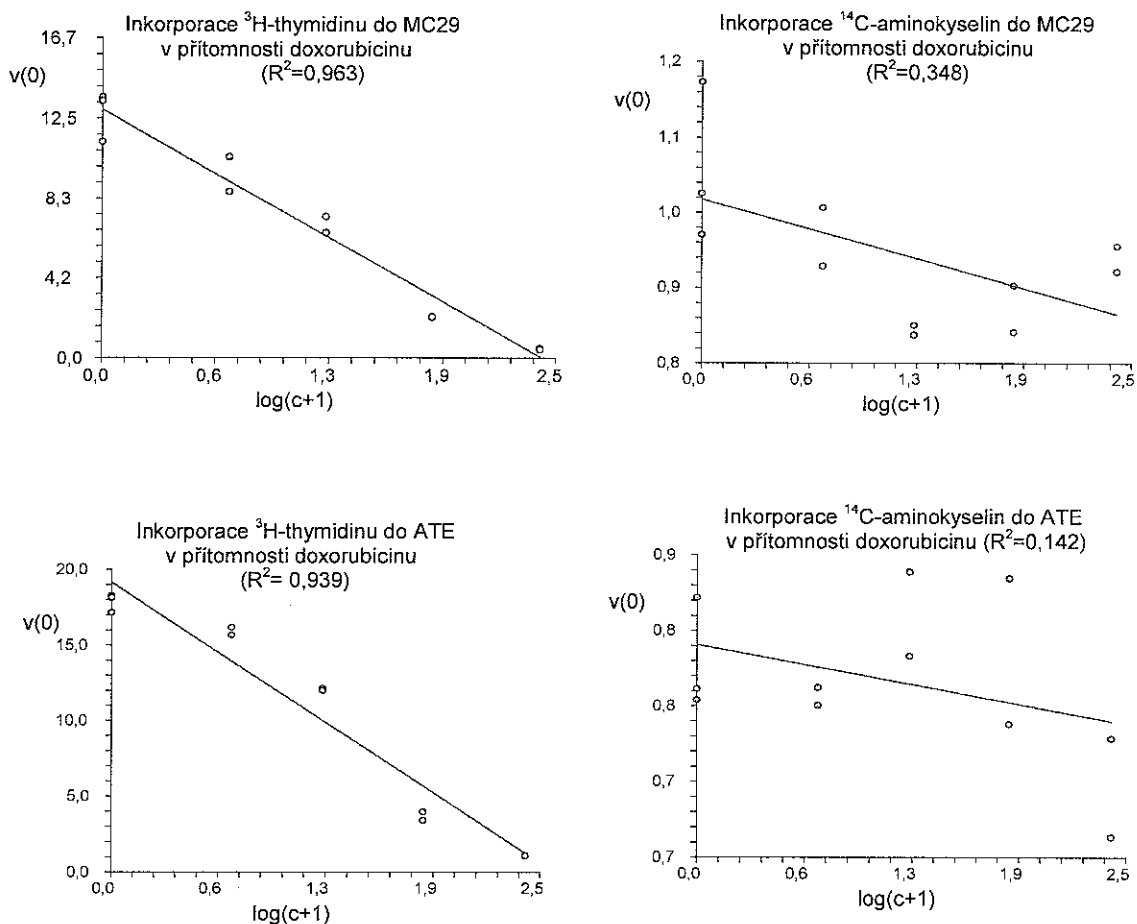 Inkorporace ³H-thymidinu do MC29
v přítomnosti doxorubicinu
(R²=0,963)
v(0)
16,7
12,5
8,3
4,2
0,0
0,0 0,6 1,3 1,9 2,5
log(c+1)
Inkorporace ¹⁴C-aminokyselin do MC29
v přítomnosti doxorubicinu
(R²=0,348)
v(0)
1,2
1,1
1,0
0,9
0,8
0,0 0,6 1,3 1,9 2,5
log(c+1)
Inkorporace ³H-thymidinu do ATE
v přítomnosti doxorubicinu
(R²= 0,939)
v(0)
20,0
15,0
10,0
5,0
0,0
0,0 0,6 1,3 1,9 2,5
log(c+1)
Inkorporace ¹⁴C-aminokyselin do ATE
v přítomnosti doxorubicinu (R²=0,142)
v(0)
0,9
0,8
0,8
0,7
0,7
0,0 0,6 1,3 1,9 2,5
log(c+1)